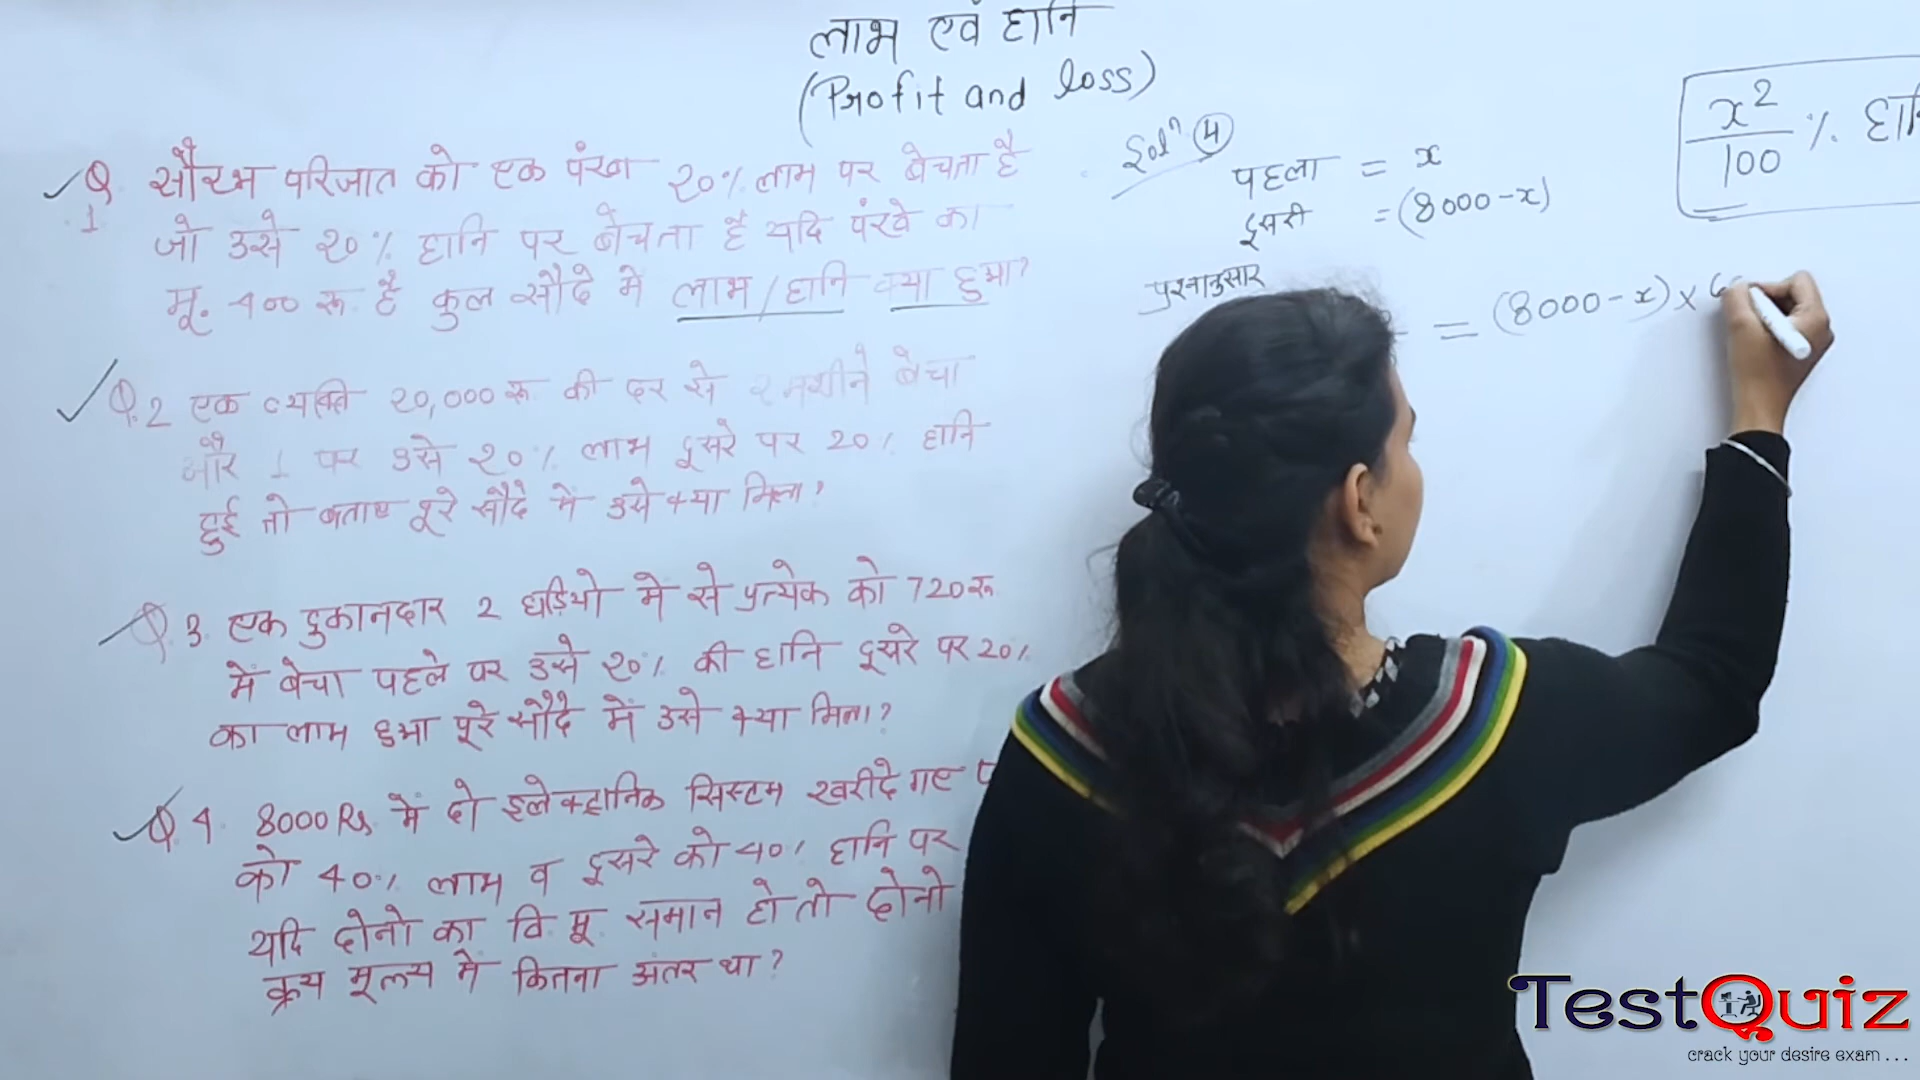 लाभ एवं हानि
(Profit and loss)
Q 1 सौरभ परिजात को एक पंखा 20% लाभ पर बेचता है
जो उसे 20% हानि पर बेचता है यदि पंखे का
मू. 400 रू है कुल सौदे में लाभ/हानि क्या हुआ?
Q.2 एक व्यक्ति 20,000 रू की दर से 2 मशीने बेचा
और 1 पर उसे 20% लाभ दूसरे पर 20% हानि
हुई तो बताए पूरे सौदे में उसे क्या मिला?
Q 3. एक दुकानदार 2 घड़ियो में से प्रत्येक को 720 रू
में बेचा पहले पर उसे 20% की हानि दूसरे पर 20%
का लाभ हुआ पूरे सौदे में उसे क्या मिला?
Q 4. 8000 Rs में दो इलेक्ट्रानिक सिस्टम खरीदे गए
को 40% लाभ व दूसरे को 40% हानि पर
यदि दोनो का वि. मू. समान हो तो दोनो
क्रय मूल्य में कितना अंतर था?
Solⁿ 4
पहला = x
दूसरी = (8000-x)
प्रश्नानुसार
= (8000-x) × 6
x²/100 % हानि
TestQuiz
crack your desire exam ...